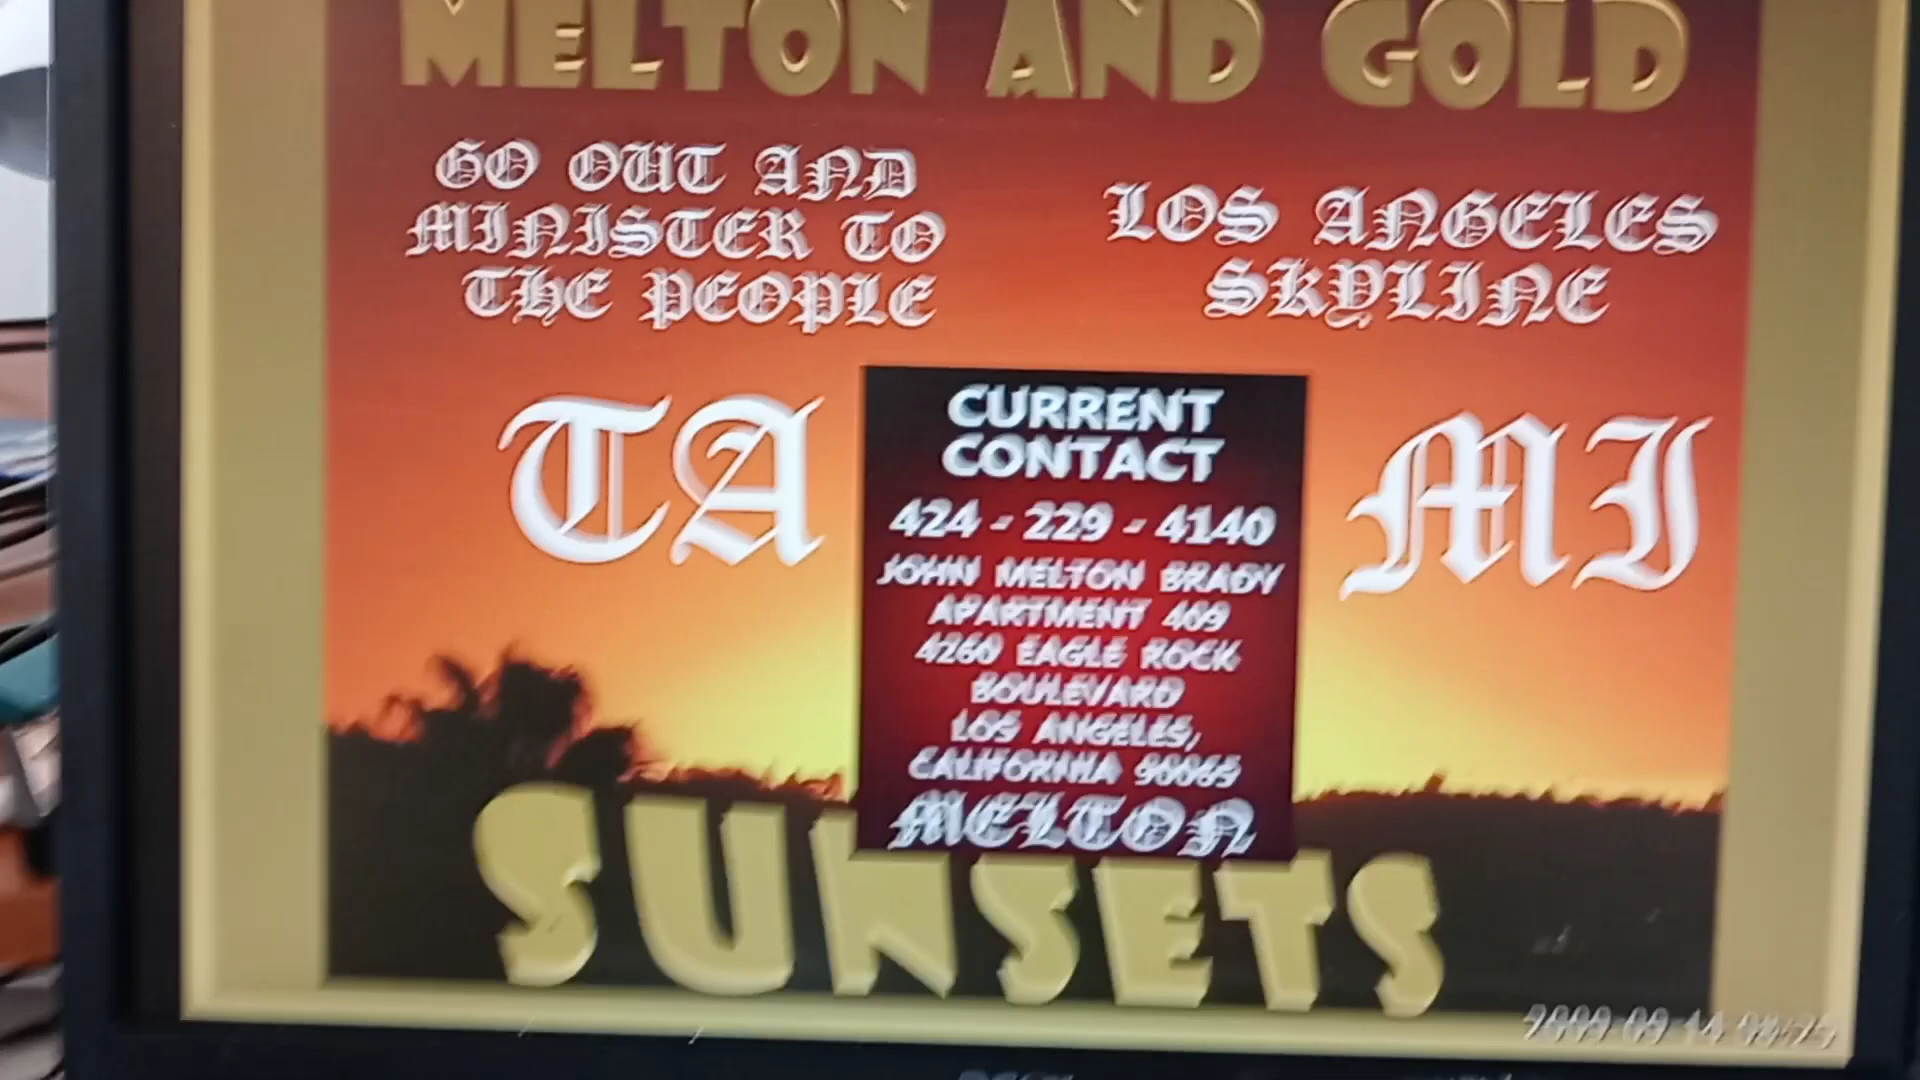 MELTON AND GOLD
GO OUT AND
MINISTER TO
THE PEOPLE
LOS ANGELES
SKYLINE
TA
MI
CURRENT
CONTACT
424 - 229 - 4140
JOHN MELTON BRADY
APARTMENT 409
4260 EAGLE ROCK
BOULEVARD
LOS ANGELES,
CALIFORNIA 90065
MELTON
SUNSETS